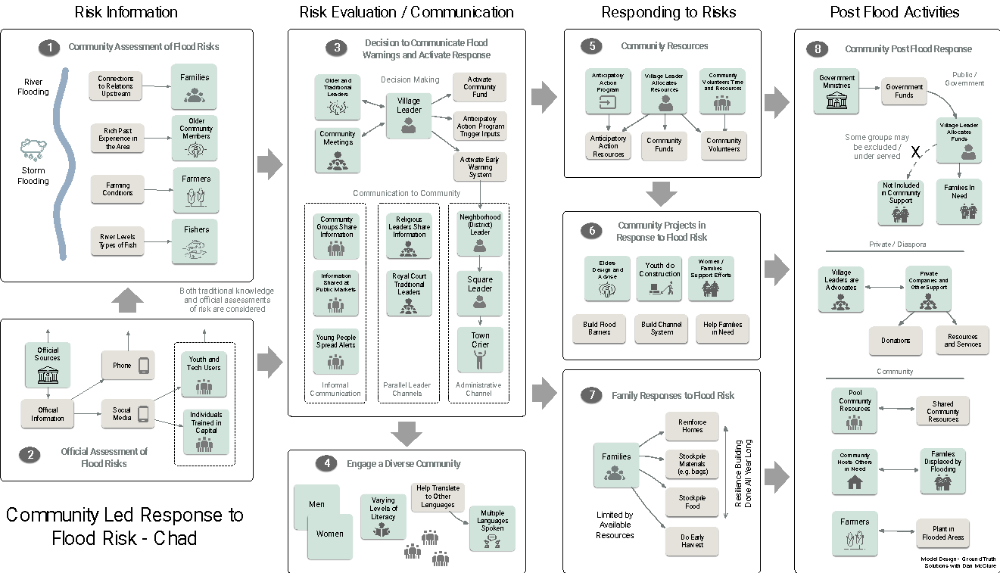 Risk Information
Risk Evaluation / Communication
Responding to Risks
Post Flood Activities
1
Community Assessment of Flood Risks
River
Flooding
Storm
Flooding
Connections
to Relations
Upstream
Families
Rich Past
Experience in
the Area
Older
Community
Members
Farming
Conditions
Farmers
River Levels
Types of Fish
Fishers
Both traditional knowledge
and official assessments
of risk are considered
Official
Sources
Phone
Youth and
Tech Users
Official
Information
Social
Media
Individuals
Trained in
Capital
2
Official Assessment of
Flood Risks
Community Led Response to
Flood Risk - Chad
3
Decision to Communicate Flood
Warnings and Activate Response
Decision Making
Older and
Traditional
Leaders
Village
Leader
Activate
Community
Fund
Community
Meetings
Anticipatory
Action Program
Trigger Inputs
Activate Early
Warning
System
Communication to Community
Community
Groups Share
Information
Religious
Leaders Share
Information
Neighborhood
(District)
Leader
Information
Shared at
Public Markets
Royal Court
Traditional
Leaders
Square
Leader
Young People
Spread Alerts
Town
Crier
Informal
Communication
Parallel Leader
Channels
Administrative
Channel
4
Engage a Diverse Community
Men
Women
Varying
Levels of
Literacy
Help Translate
to Other
Languages
Multiple
Languages
Spoken
5
Community Resources
Anticipatory
Action
Program
Village Leader
Allocates
Resources
Community
Volunteers Time
and Resources
Anticipatory
Action
Resources
Community
Funds
Community
Volunteers
6
Community Projects in
Response to Flood Risk
Elders
Design and
Advise
Youth do
Construction
Women /
Families
Support Efforts
Build Flood
Barriers
Build Channel
System
Help Families
in Need
7
Family Responses to Flood Risk
Families
Reinforce
Homes
Stockpile
Materials
(e.g. bags)
Stockpile
Food
Do Early
Harvest
Limited by
Available
Resources
Resilience Building
Done All Year Long
8
Community Post Flood Response
Government
Ministries
Government
Funds
Public /
Government
Village Leader
Allocates
Funds
Some groups may
be excluded /
under served
X
Not Included
in Community
Support
Families In
Need
Private / Diaspora
Village
Leaders are
Advocates
Private
Companies and
Other Support
Donations
Resources
and Services
Community
Pool
Community
Resources
Shared
Community
Resources
Community
Hosts Others
in Need
Families
Displaced by
Flooding
Farmers
Plant in
Flooded Areas
Model Design - Ground Truth
Solutions with Dan McClure